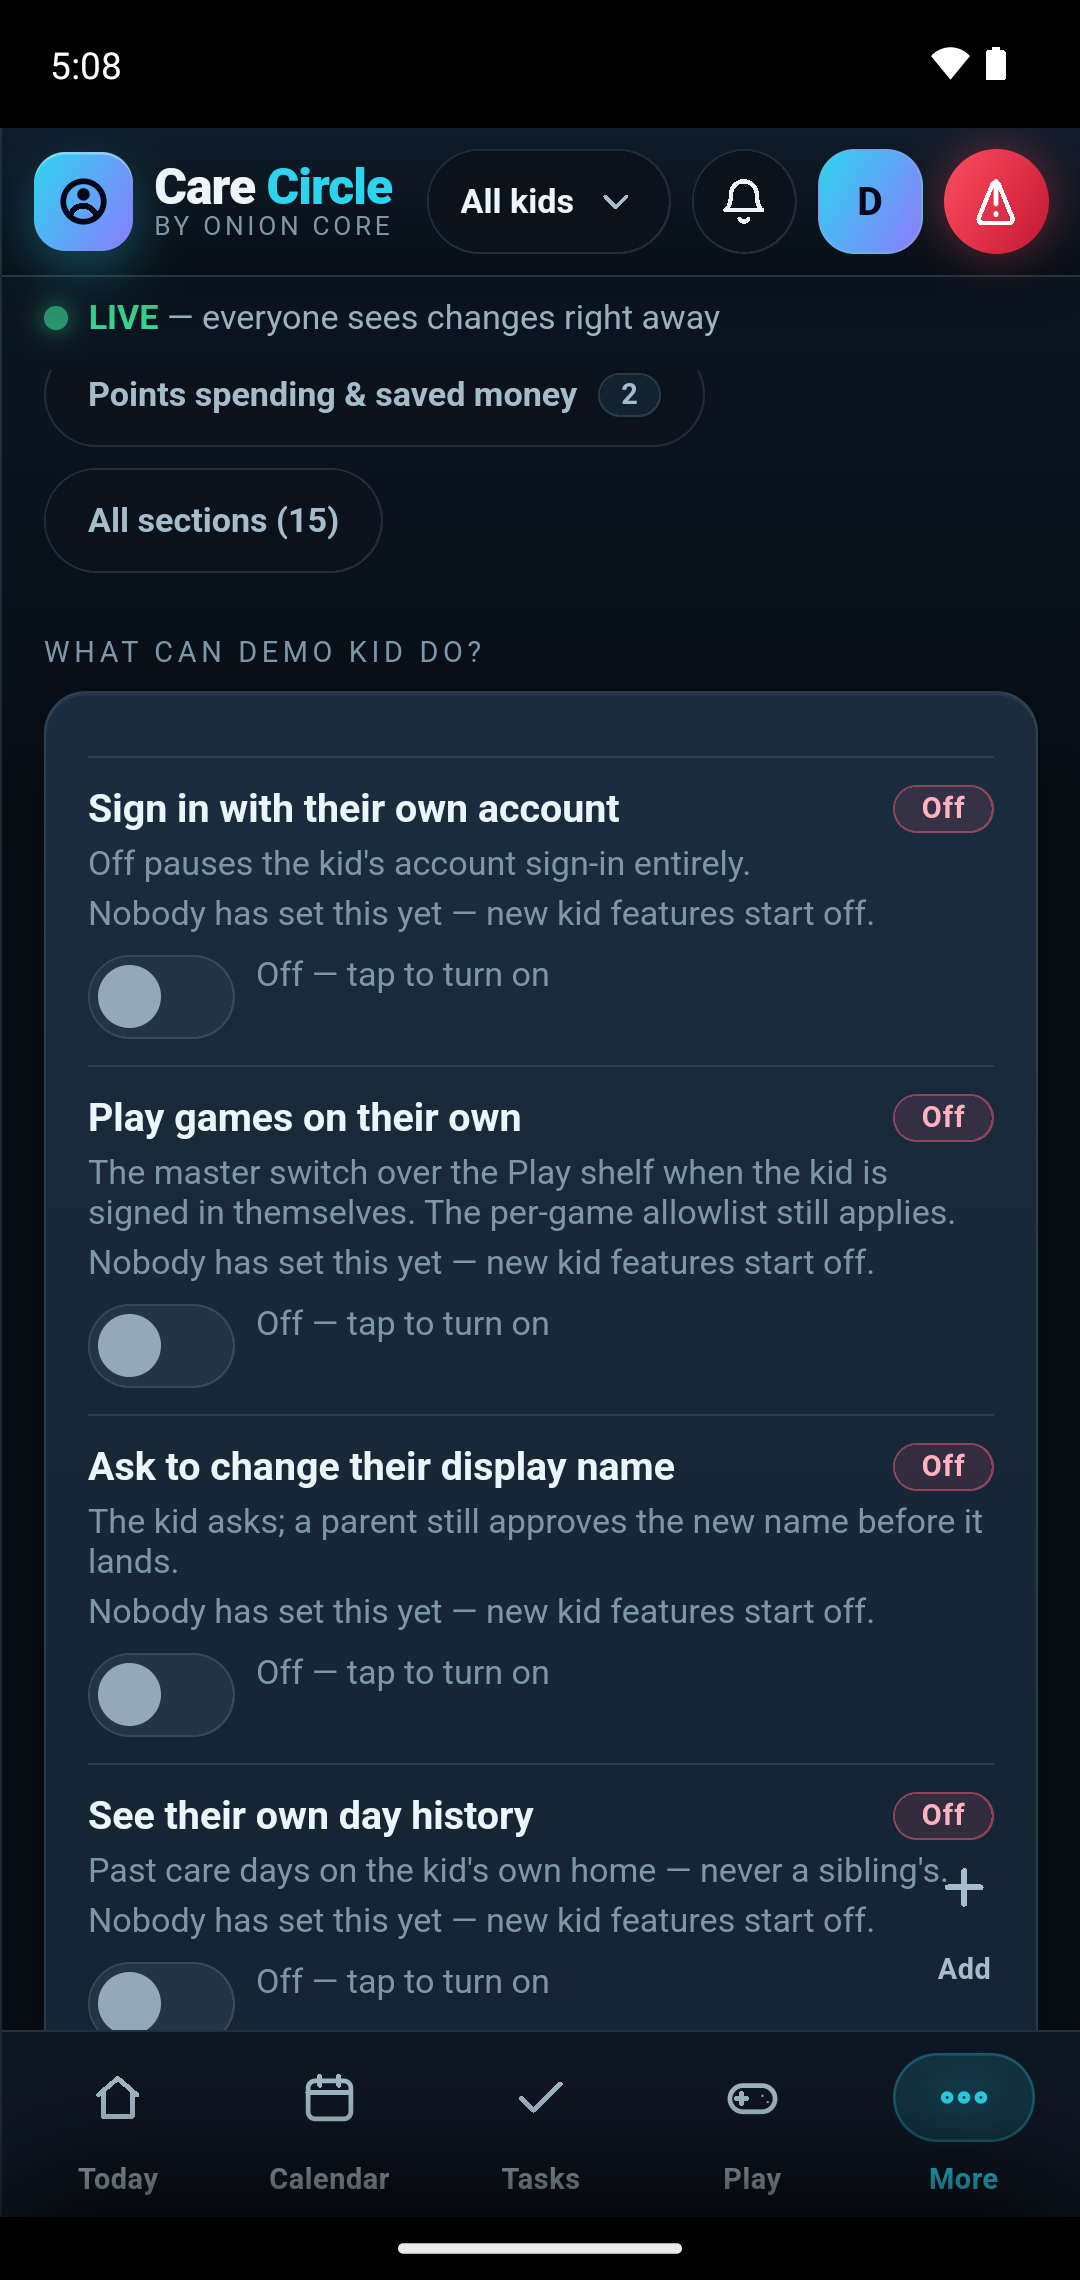 5:08
Care Circle
BY ONION CORE
All kids
D
LIVE — everyone sees changes right away
Points spending & saved money 2
All sections (15)
WHAT CAN DEMO KID DO?
Sign in with their own account Off
Off pauses the kid's account sign-in entirely.
Nobody has set this yet — new kid features start off.
Off — tap to turn on
Play games on their own Off
The master switch over the Play shelf when the kid is
signed in themselves. The per-game allowlist still applies.
Nobody has set this yet — new kid features start off.
Off — tap to turn on
Ask to change their display name Off
The kid asks; a parent still approves the new name before it
lands.
Nobody has set this yet — new kid features start off.
Off — tap to turn on
See their own day history Off
Past care days on the kid's own home — never a sibling's.
Nobody has set this yet — new kid features start off.
Off — tap to turn on
Add
Today
Calendar
Tasks
Play
More